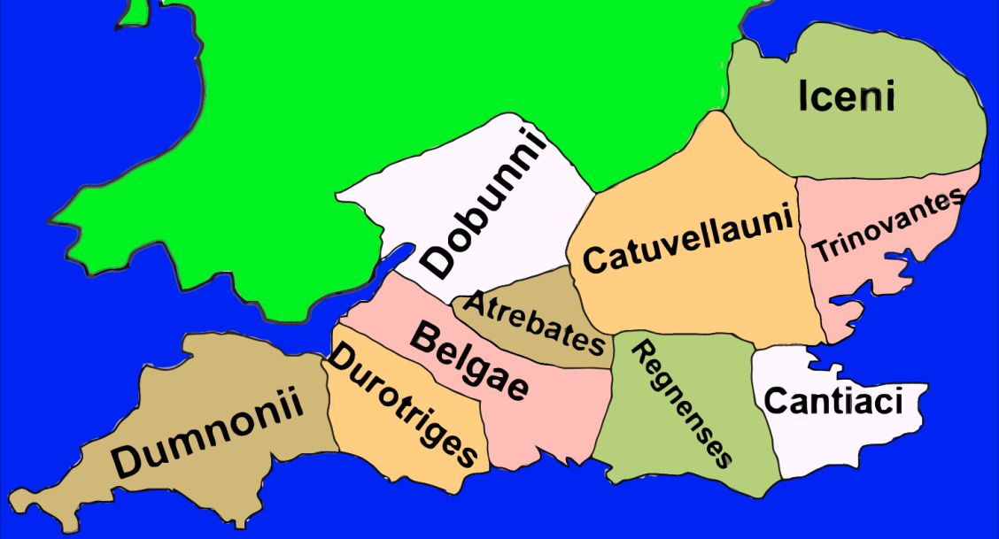 Iceni
Dobunni
Catuvellauni
Trinovantes
Atrebates
Belgae
Durotriges
Regnenses
Cantiaci
Dumnonii